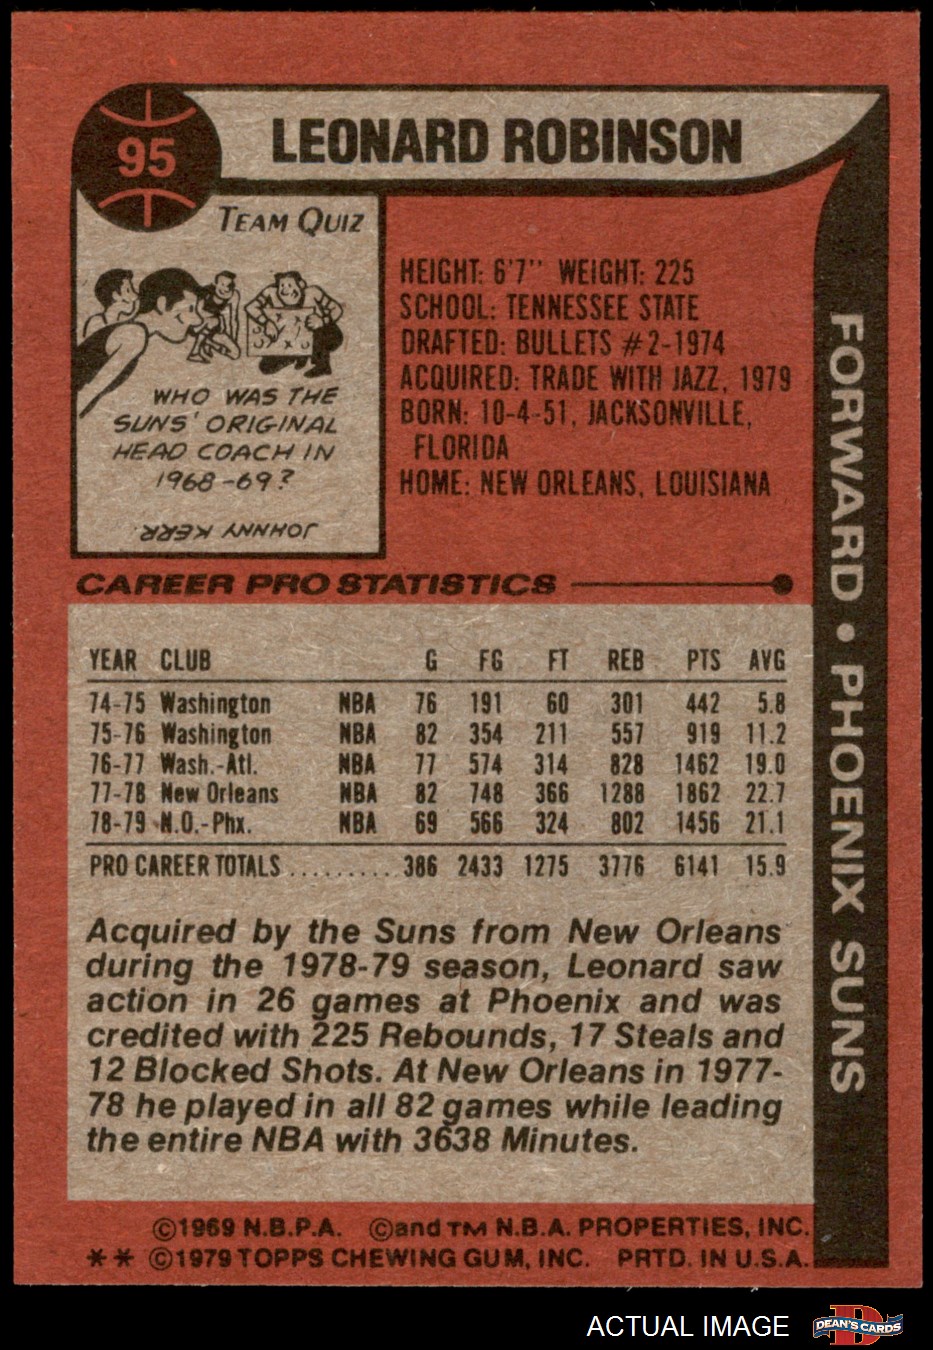 95
LEONARD ROBINSON
TEAM QUIZ
WHO WAS THE
SUNS' ORIGINAL
HEAD COACH IN
1968-69?
JOHNNY KERR
HEIGHT: 6'7'' WEIGHT: 225
SCHOOL: TENNESSEE STATE
DRAFTED: BULLETS #2-1974
ACQUIRED: TRADE WITH JAZZ, 1979
BORN: 10-4-51, JACKSONVILLE,
FLORIDA
HOME: NEW ORLEANS, LOUISIANA
FORWARD • PHOENIX SUNS
CAREER PRO STATISTICS
YEAR CLUB G FG FT REB PTS AVG
74-75 Washington NBA 76 191 60 301 442 5.8
75-76 Washington NBA 82 354 211 557 919 11.2
76-77 Wash.-Atl. NBA 77 574 314 828 1462 19.0
77-78 New Orleans NBA 82 748 366 1288 1862 22.7
78-79 N.O.-Phx. NBA 69 566 324 802 1456 21.1
PRO CAREER TOTALS ......... 386 2433 1275 3776 6141 15.9
Acquired by the Suns from New Orleans
during the 1978-79 season, Leonard saw
action in 26 games at Phoenix and was
credited with 225 Rebounds, 17 Steals and
12 Blocked Shots. At New Orleans in 1977-
78 he played in all 82 games while leading
the entire NBA with 3638 Minutes.
©1969 N.B.P.A. ©and TM N.B.A. PROPERTIES, INC.
** ©1979 TOPPS CHEWING GUM, INC. PRTD. IN U.S.A.
ACTUAL IMAGE
D
DEAN'S CARDS